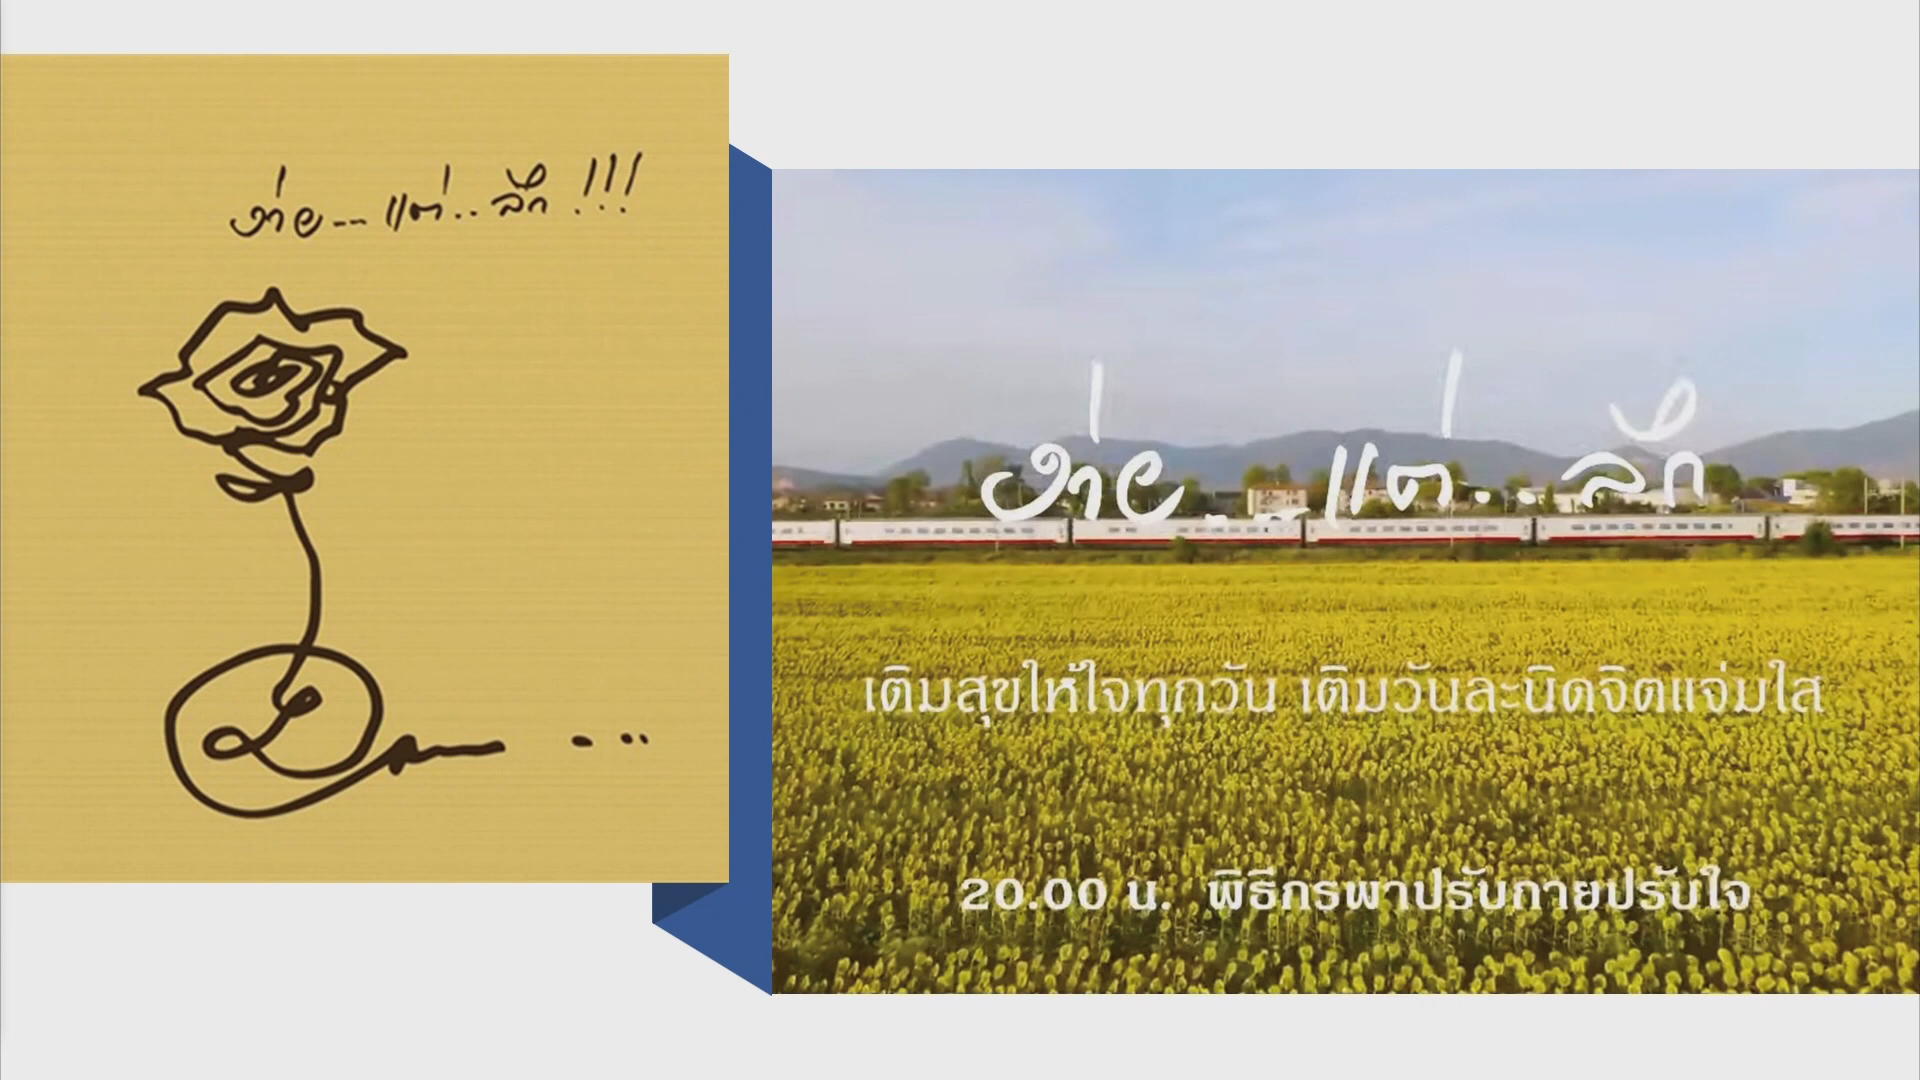 ง่าย... แต่.. ลึก !!!
ง่าย... แต่.. ลึก
เติมสุขให้ใจทุกวัน เติมวันละนิดจิตแจ่มใส
20.00 น. พิธีกรพาปรับกายปรับใจ